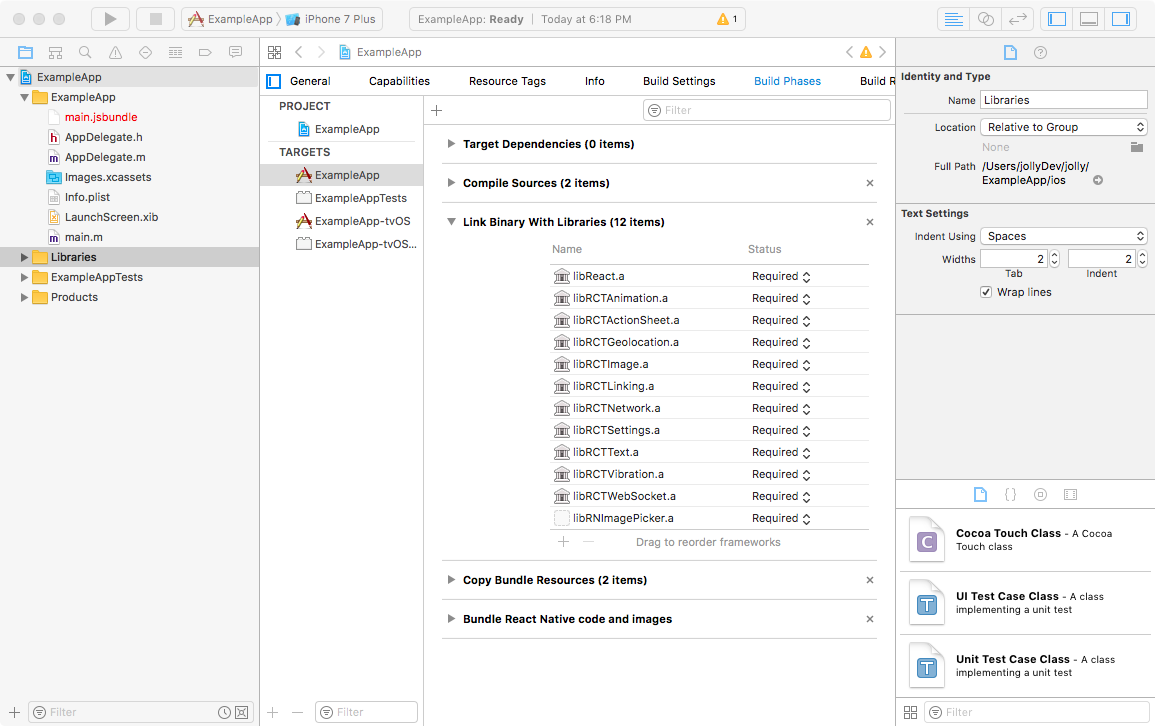 ExampleApp
iPhone 7 Plus
ExampleApp: Ready
Today at 6:18 PM
1
ExampleApp
ExampleApp
main.jsbundle
AppDelegate.h
AppDelegate.m
Images.xcassets
Info.plist
LaunchScreen.xib
main.m
Libraries
ExampleAppTests
Products
Filter
ExampleApp
General
Capabilities
Resource Tags
Info
Build Settings
Build Phases
Build R
PROJECT
ExampleApp
TARGETS
ExampleApp
ExampleAppTests
ExampleApp-tvOS
ExampleApp-tvOS...
Filter
Filter
Target Dependencies (0 items)
Compile Sources (2 items)
Link Binary With Libraries (12 items)
Name Status
libReact.a Required
libRCTAnimation.a Required
libRCTActionSheet.a Required
libRCTGeolocation.a Required
libRCTImage.a Required
libRCTLinking.a Required
libRCTNetwork.a Required
libRCTSettings.a Required
libRCTText.a Required
libRCTVibration.a Required
libRCTWebSocket.a Required
libRNImagePicker.a Required
Drag to reorder frameworks
Copy Bundle Resources (2 items)
Bundle React Native code and images
Identity and Type
Name Libraries
Location Relative to Group
None
Full Path /Users/jollyDev/jolly/
ExampleApp/ios
Text Settings
Indent Using Spaces
Widths 2 2
Tab Indent
Wrap lines
{ }
C
Cocoa Touch Class - A Cocoa
Touch class
T
UI Test Case Class - A class
implementing a unit test
T
Unit Test Case Class - A class
implementing a unit test
Filter